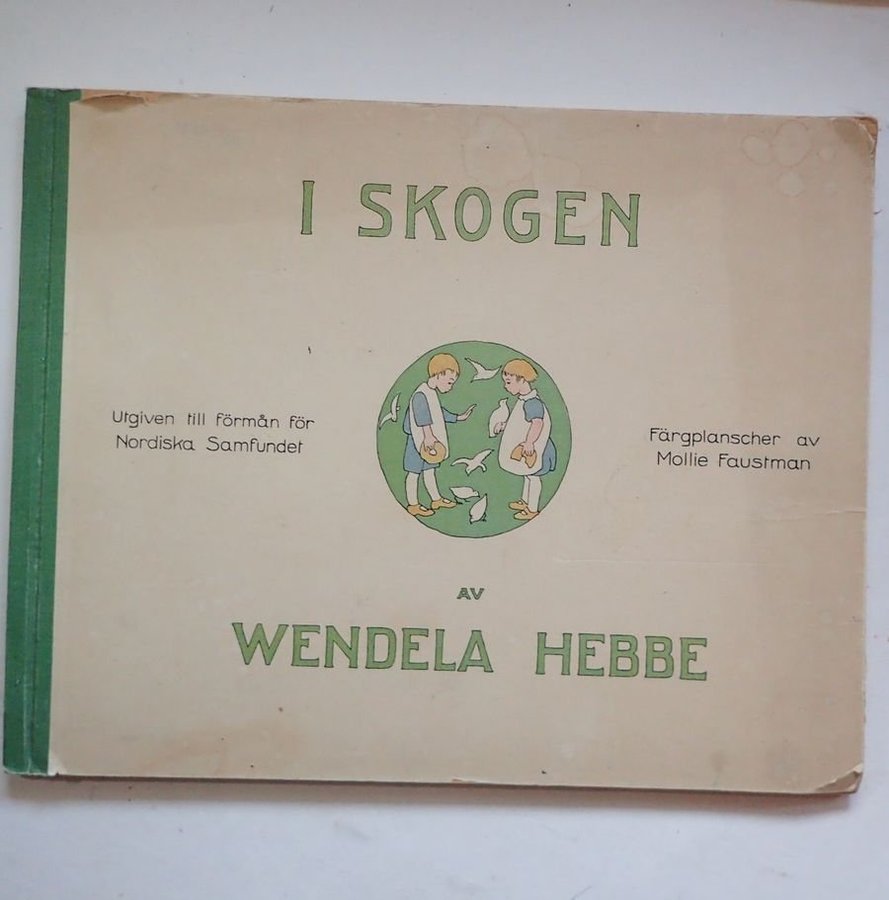 I SKOGEN
Utgiven till förmån för
Nordiska Samfundet
Färgplanscher av
Mollie Faustman
AV
WENDELA HEBBE